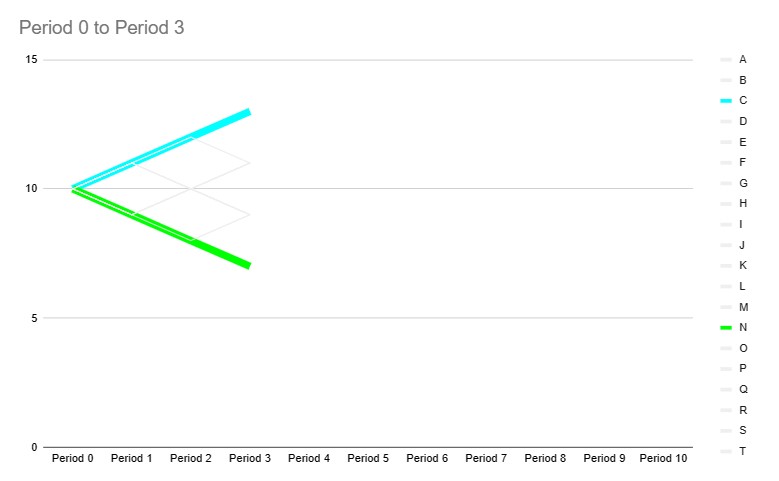 Period 0 to Period 3
15
10
5
0
Period 0 Period 1 Period 2 Period 3 Period 4 Period 5 Period 6 Period 7 Period 8 Period 9 Period 10
A
B
C
D
E
F
G
H
I
J
K
L
M
N
O
P
Q
R
S
T